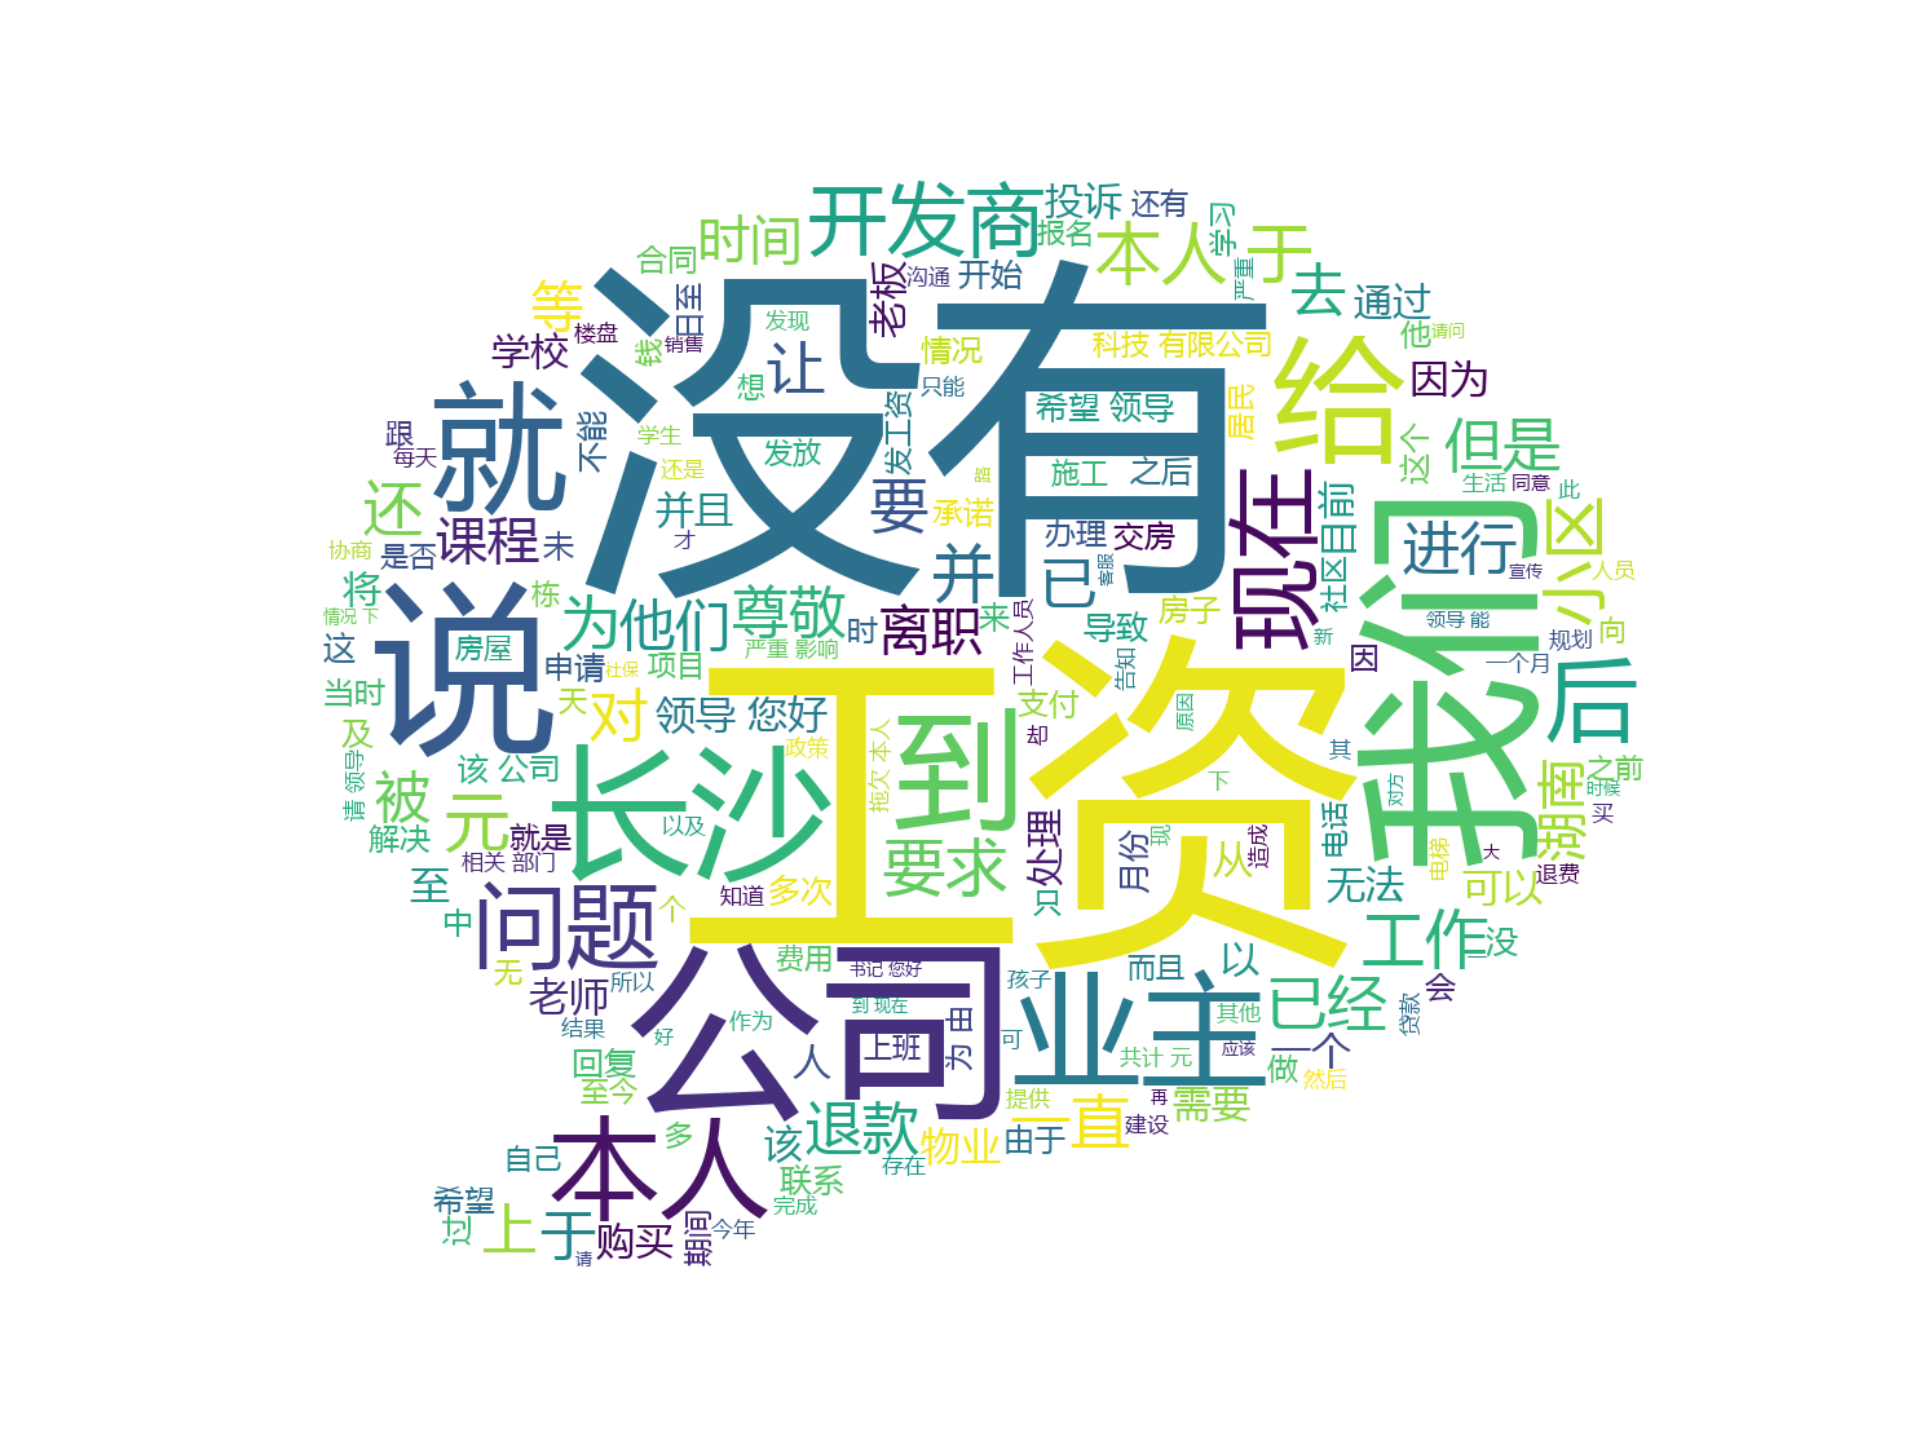 开发商
投诉
还有
学习
时间
报名
本人
于
合同
老板
沟通
开始
严重
去
通过
等
日至
发现
科技 有限公司
他
请问
学校
楼盘
钱
销售
让
情况
没有
给
因为
想
只能
希望 领导
居民
就
不能
跟
每天
学生
发放
发工资
还是
路
施工
之后
现在
这个
但是
生活
同意
此
还
课程
未
并且
要
承诺
社区
目前
我们
进行
小区
才
办理
交房
协商
是否
并
已
客服
宣传
人员
将
栋
为
他们
尊敬
离职
来
工作人员
房子
情况 下
说
时
导致
领导 能
向
这
房屋
严重 影响
新
规划
申请
社保
项目
告知
因
一个月
后
当时
天
对
领导 您好
工资
到
支付
资
原因
及
政策
拖欠 本人
却
其
请 领导
该 公司
长沙
下
对方
湖南
之前
时候
被
元
买
解决
就是
以及
要求
处理
月份
现
从
造成
电话
相关 部门
电梯
大
至
知道
多次
无法
可以
退费
问题
个
只
中
工作
没
无
公司
费用
书记 您好
业主
而且
以
老师
所以
孩子
已经
会
到 现在
其他
贷款
结果
好
作为
上班
为 由
可
共计 元
应该
一个
回复
人
做
然后
至今
提供
再
需要
本人
多
该
退款
物业
由于
一直
建设
自己
存在
联系
希望
完成
过
上
于
购买
期间
今年
请